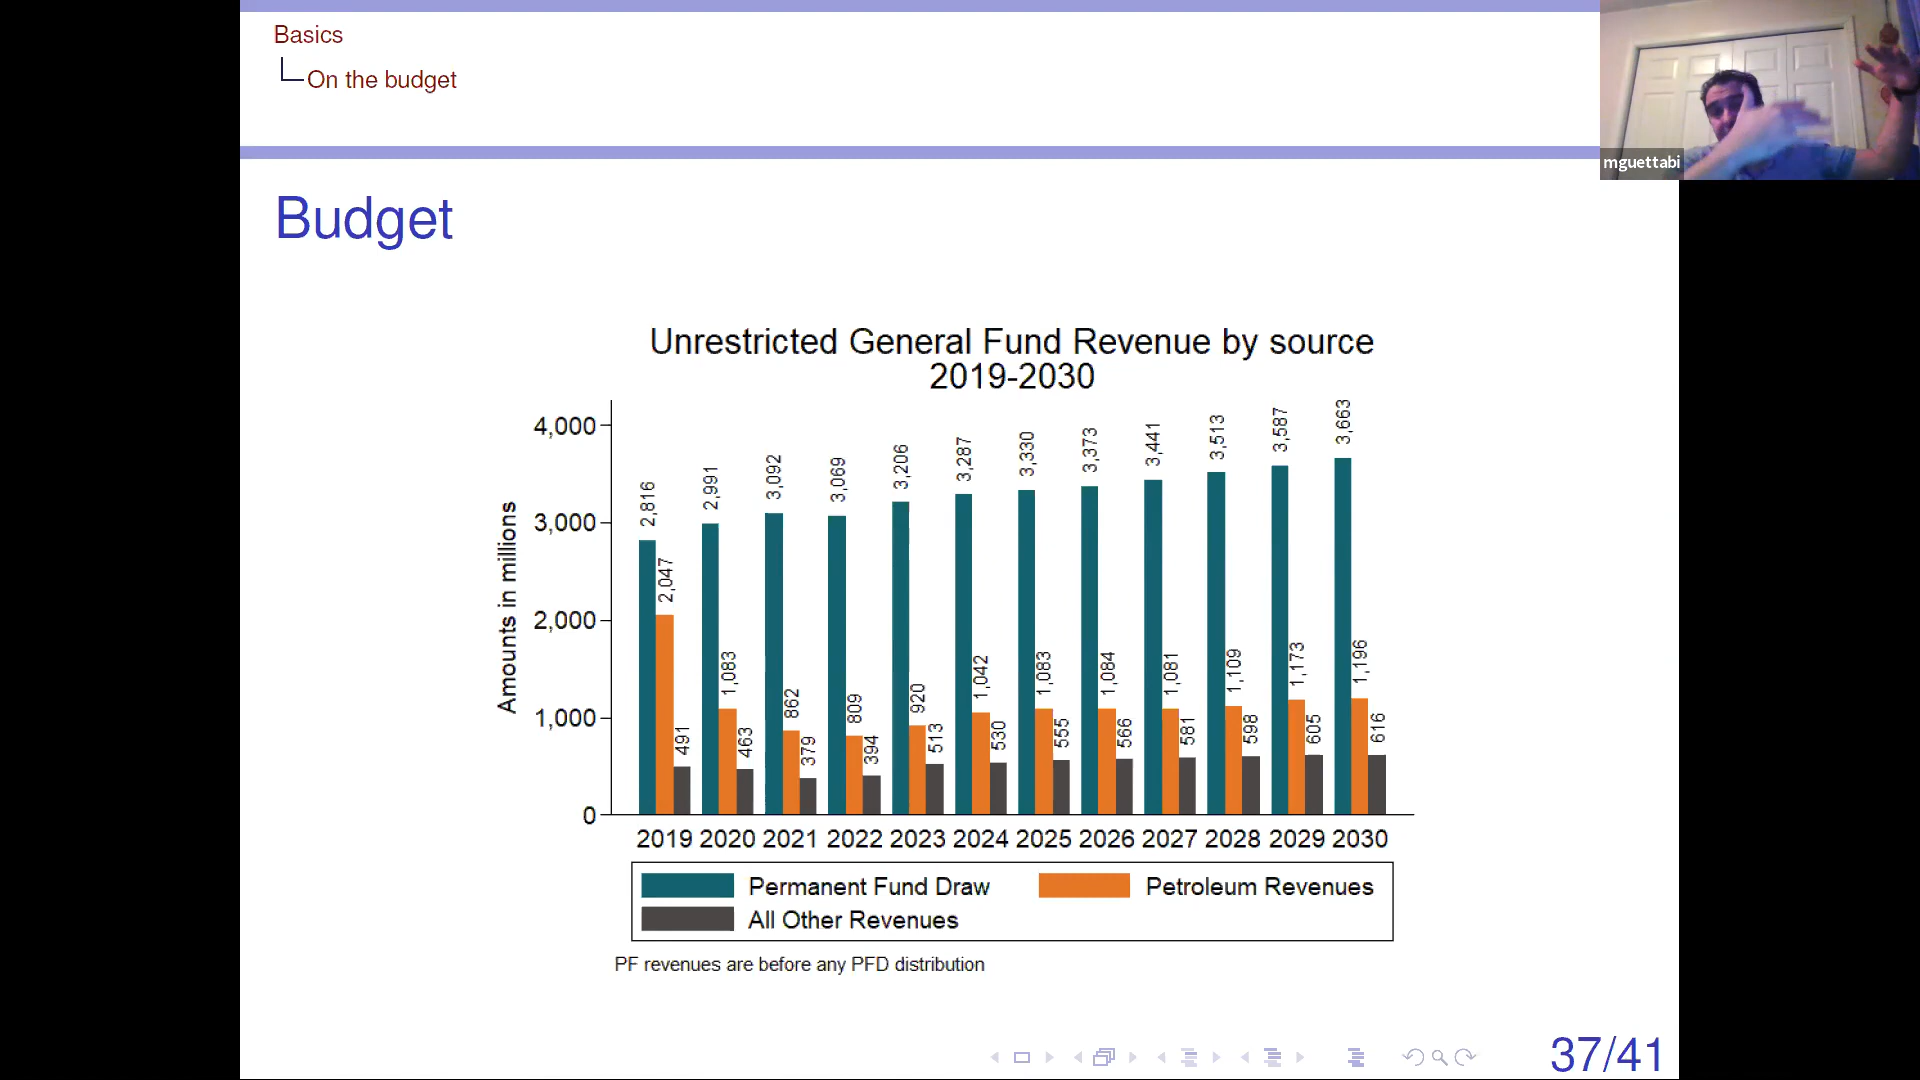 Basics
On the budget
mguettabi
Budget
Unrestricted General Fund Revenue by source
2019-2030
Amounts in millions
4,000
3,000
2,000
1,000
0
2,816 2,047 491
2,991 1,083 463
3,092 862 379
3,069 809 394
3,206 920 513
3,287 1,042 530
3,330 1,083 555
3,373 1,084 566
3,441 1,081 581
3,513 1,109 598
3,587 1,173 605
3,663 1,196 616
2019 2020 2021 2022 2023 2024 2025 2026 2027 2028 2029 2030
Permanent Fund Draw Petroleum Revenues
All Other Revenues
PF revenues are before any PFD distribution
37/41